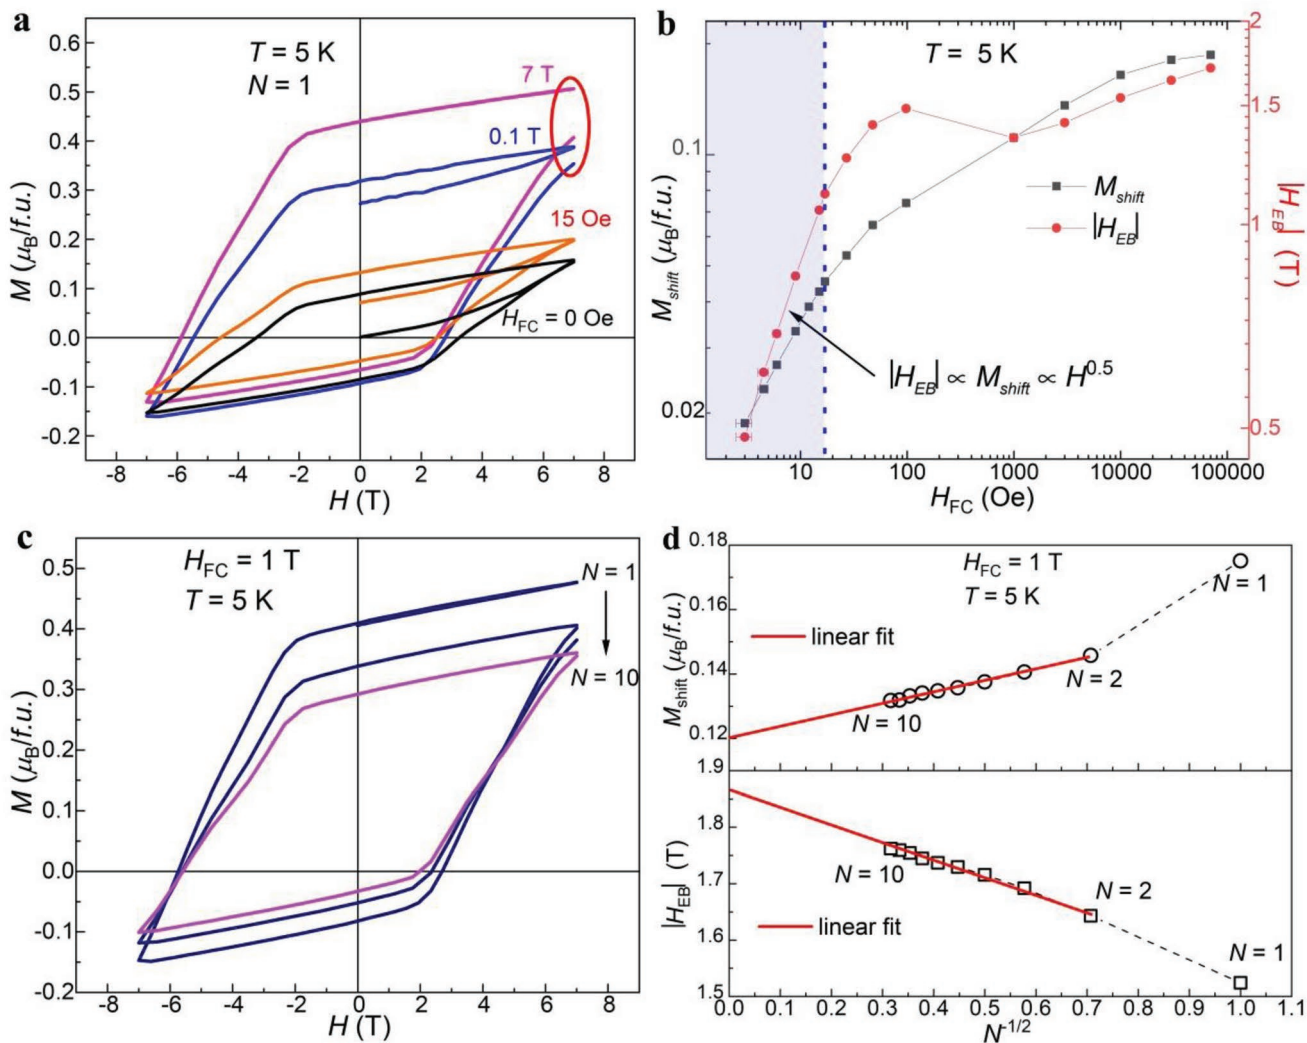 a
T = 5 K
N = 1
7 T
0.1 T
15 Oe
H_FC = 0 Oe
0.6
0.5
0.4
0.3
0.2
0.1
0.0
-0.1
-0.2
M (μ_B/f.u.)
-8 -6 -4 -2 0 2 4 6 8
H (T)
b
T = 5 K
M_shift
|H_EB|
|H_EB| ∝ M_shift ∝ H^0.5
0.1
0.02
M_shift (μ_B/f.u.)
2
1.5
1
0.5
|H_EB| (T)
10 100 1000 10000 100000
H_FC (Oe)
c
H_FC = 1 T
T = 5 K
N = 1
N = 10
0.5
0.4
0.3
0.2
0.1
0.0
-0.1
-0.2
M (μ_B/f.u.)
-8 -6 -4 -2 0 2 4 6 8
H (T)
d
H_FC = 1 T
T = 5 K
N = 1
linear fit
N = 2
N = 10
0.18
0.16
0.14
0.12
M_shift (μ_B/f.u.)
1.9
1.8
1.7
1.6
1.5
|H_EB| (T)
N = 10
N = 2
linear fit
N = 1
0.0 0.1 0.2 0.3 0.4 0.5 0.6 0.7 0.8 0.9 1.0 1.1
N^-1/2